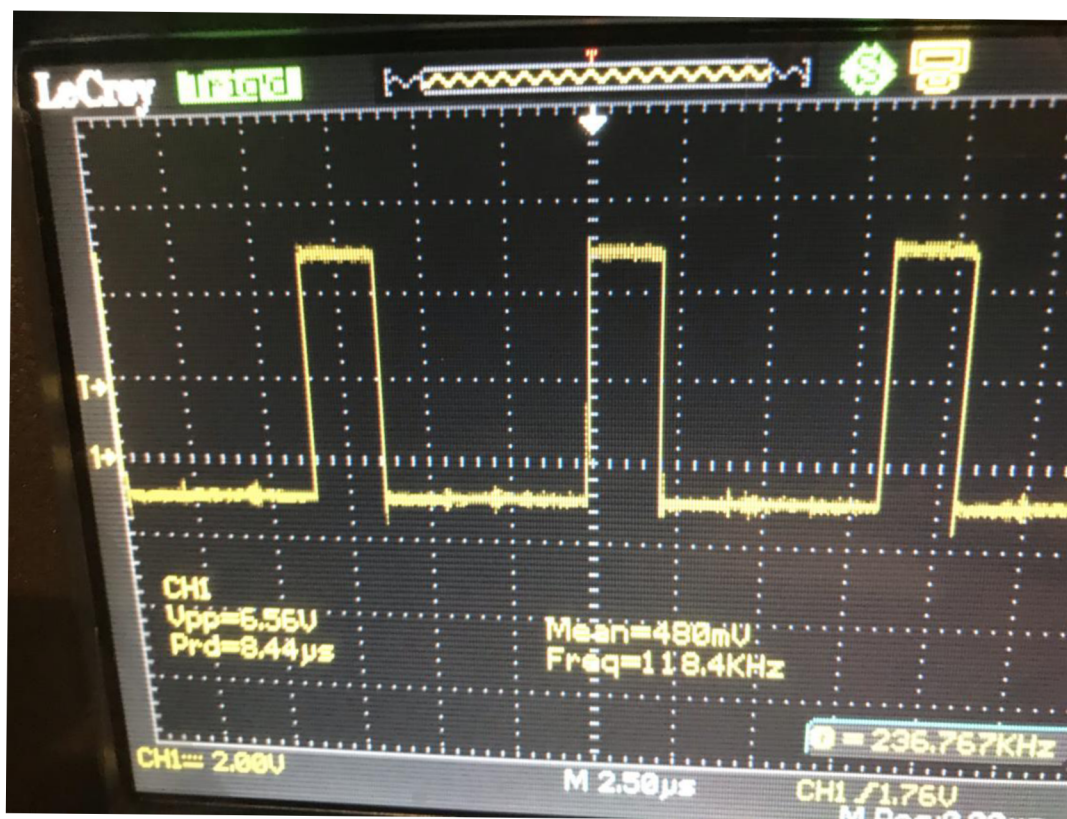 LeCroy Trig'd T S
T
1
CH1
Vpp=6.56V Mean=480mV
Prd=8.44µs Freq=118.4KHz
= 236.767KHz
CH1 2.00V M 2.50µs CH1 1.76V